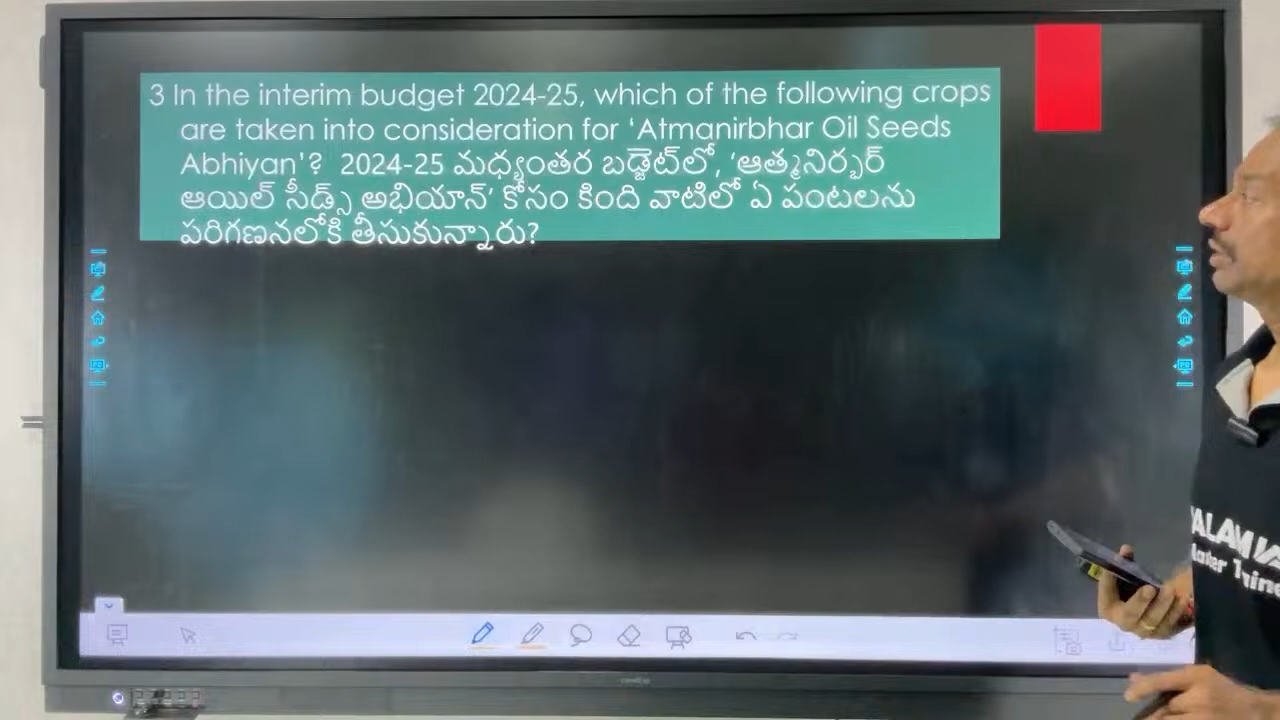 3 In the interim budget 2024-25, which of the following crops
are taken into consideration for ‘Atmanirbhar Oil Seeds
Abhiyan’? 2024-25 మధ్యంతర బడ్జెట్‌లో, ‘ఆత్మనిర్భర్
ఆయిల్ సీడ్స్ అభియాన్’ కోసం కింది వాటిలో ఏ పంటలను
పరిగణనలోకి తీసుకున్నారు?